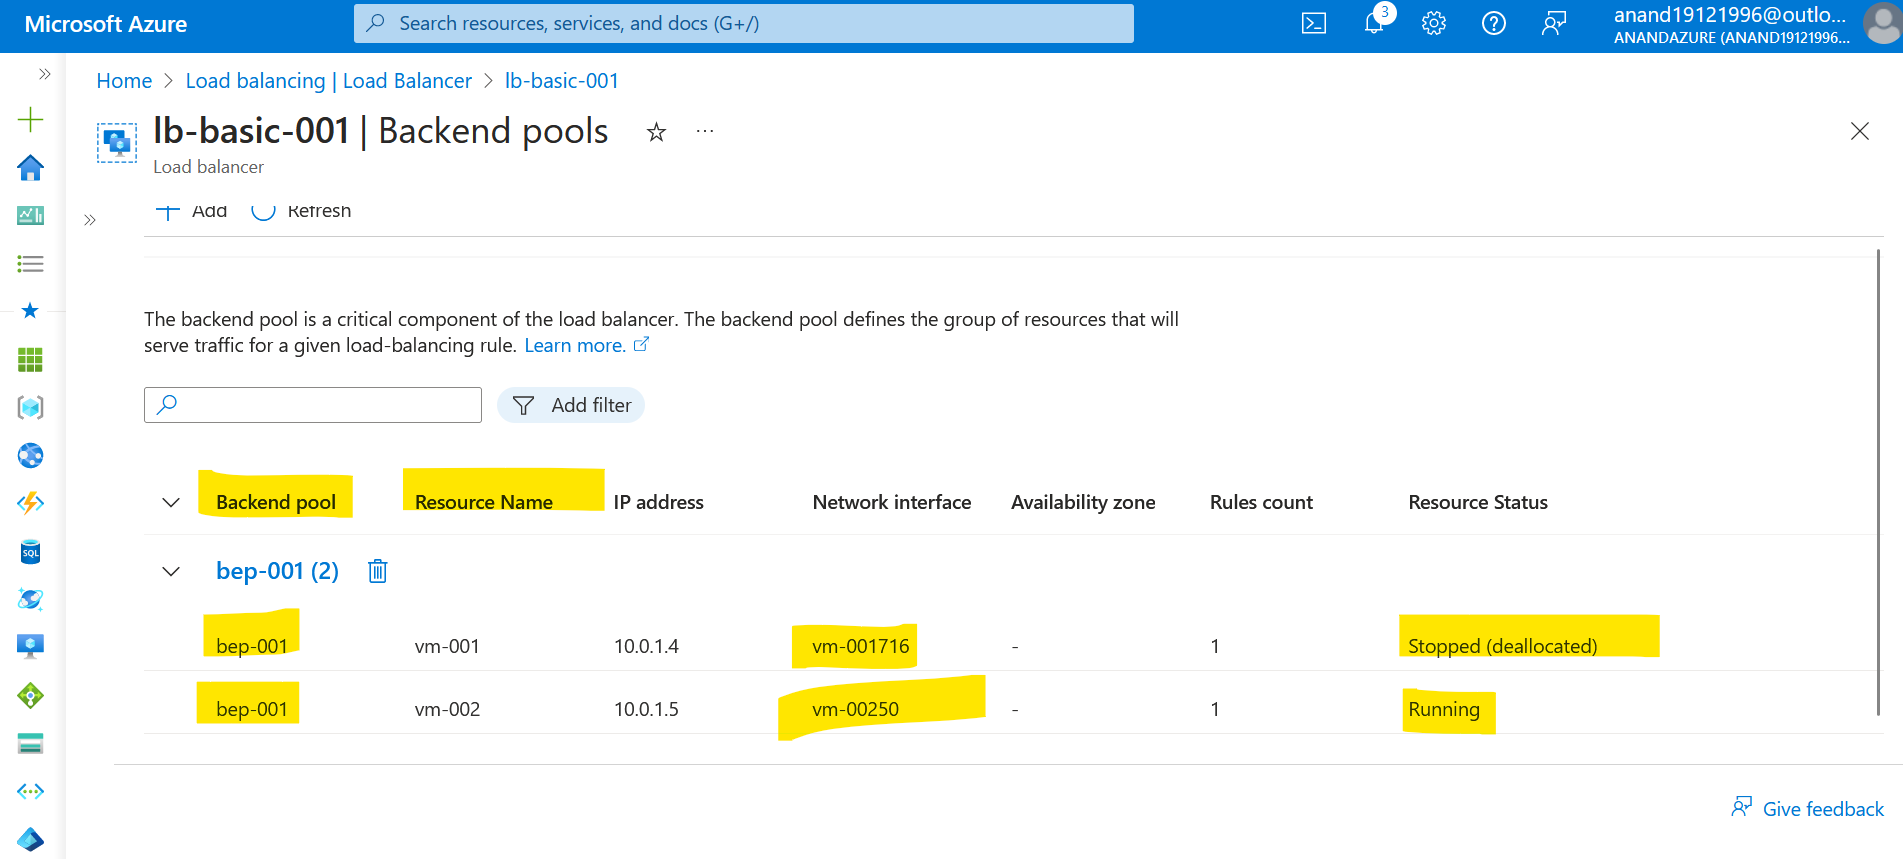 Microsoft Azure
Search resources, services, and docs (G+/)
3
anand19121996@outlo...
ANANDAZURE (ANAND19121996...
Home > Load balancing | Load Balancer > lb-basic-001
lb-basic-001 | Backend pools
Load balancer
Add Refresh
The backend pool is a critical component of the load balancer. The backend pool defines the group of resources that will
serve traffic for a given load-balancing rule. Learn more.
Add filter
Backend pool Resource Name IP address Network interface Availability zone Rules count Resource Status
bep-001 (2)
bep-001 vm-001 10.0.1.4 vm-001716 - 1 Stopped (deallocated)
bep-001 vm-002 10.0.1.5 vm-00250 - 1 Running
SQL
Give feedback